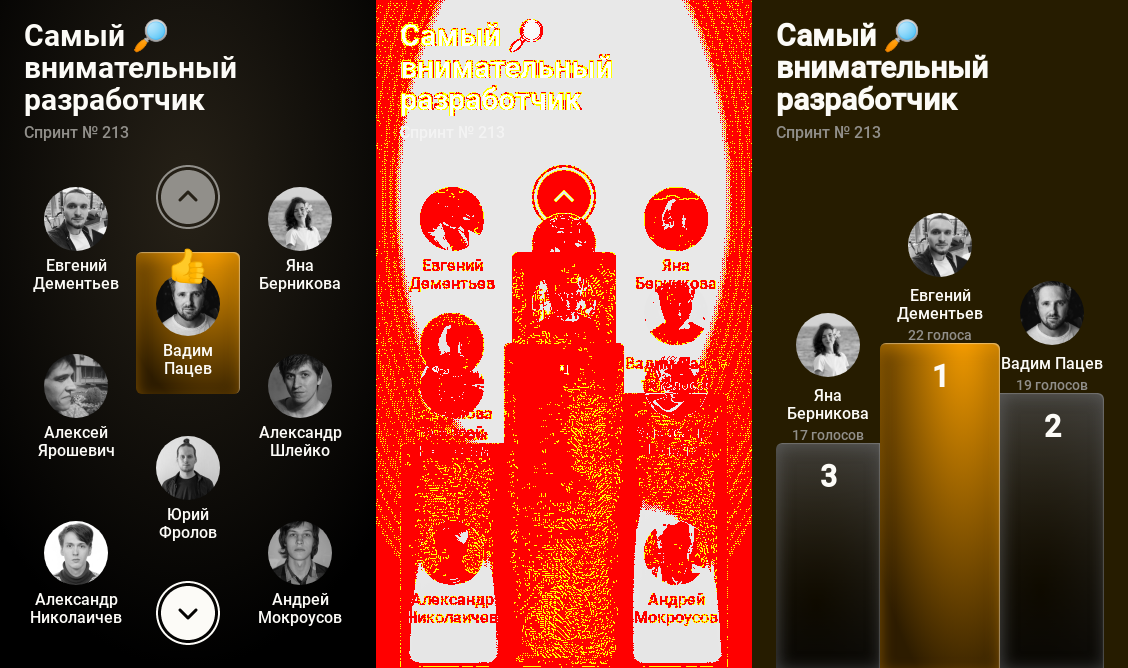 Самый 🔎
внимательный
разработчик
Спринт № 213
Евгений
Дементьев
Яна
Берникова
👍
Вадим
Пацев
Алексей
Ярошевич
Александр
Шлейко
Юрий
Фролов
Александр
Николаичев
Андрей
Мокроусов
Самый
внимательный
разработчик
Спринт № 213
Евгений
Дементьев
Яна
Берникова
Александр
Николаичев
Андрей
Мокроусов
Самый 🔎
внимательный
разработчик
Спринт № 213
Евгений
Дементьев
22 голоса
1
Вадим Пацев
19 голосов
2
Яна
Берникова
17 голосов
3